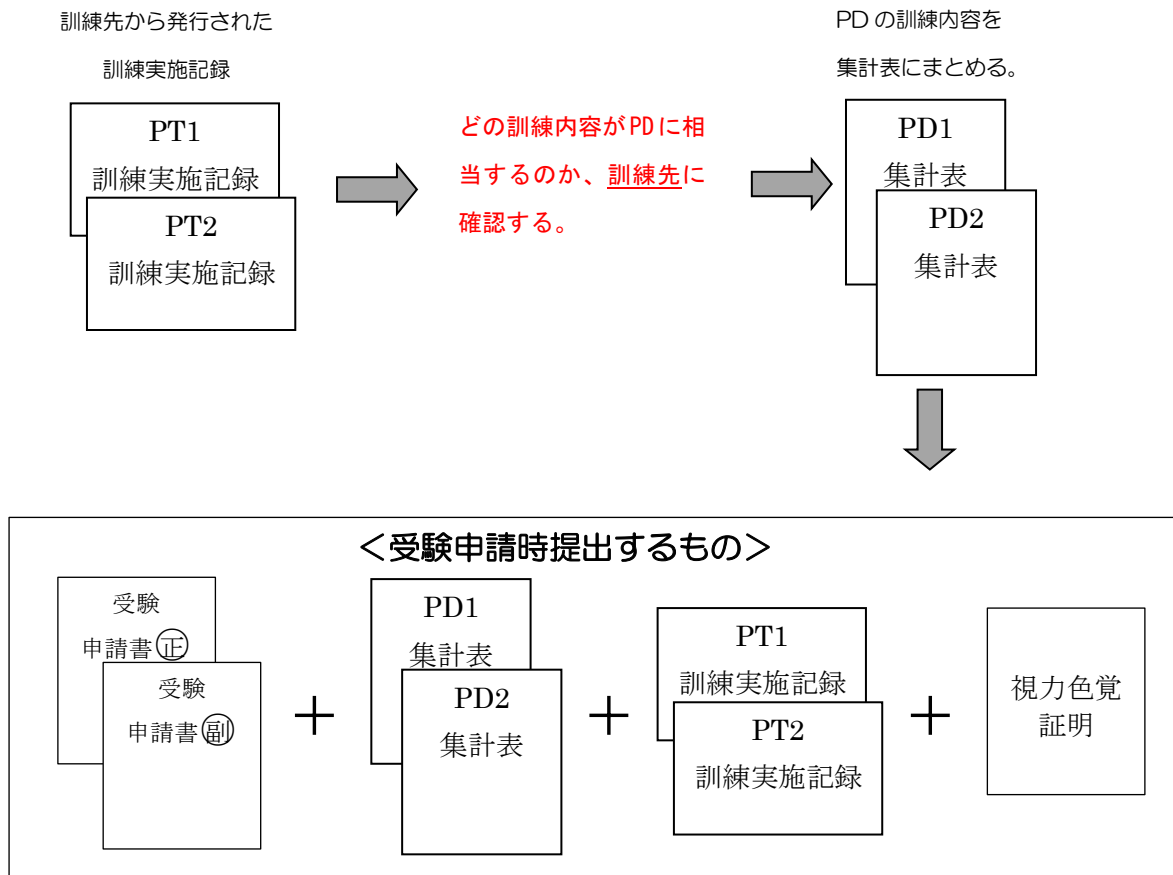 訓練先から発行された
訓練実施記録
PT1
訓練実施記録
PT2
訓練実施記録
どの訓練内容がPDに相
当するのか、訓練先に
確認する。
PDの訓練内容を
集計表にまとめる。
PD1
集計表
PD2
集計表
＜受験申請時提出するもの＞
受験
申請書㊣
受験
申請書副
＋
PD1
集計表
PD2
集計表
＋
PT1
訓練実施記録
PT2
訓練実施記録
＋
視力色覚
証明